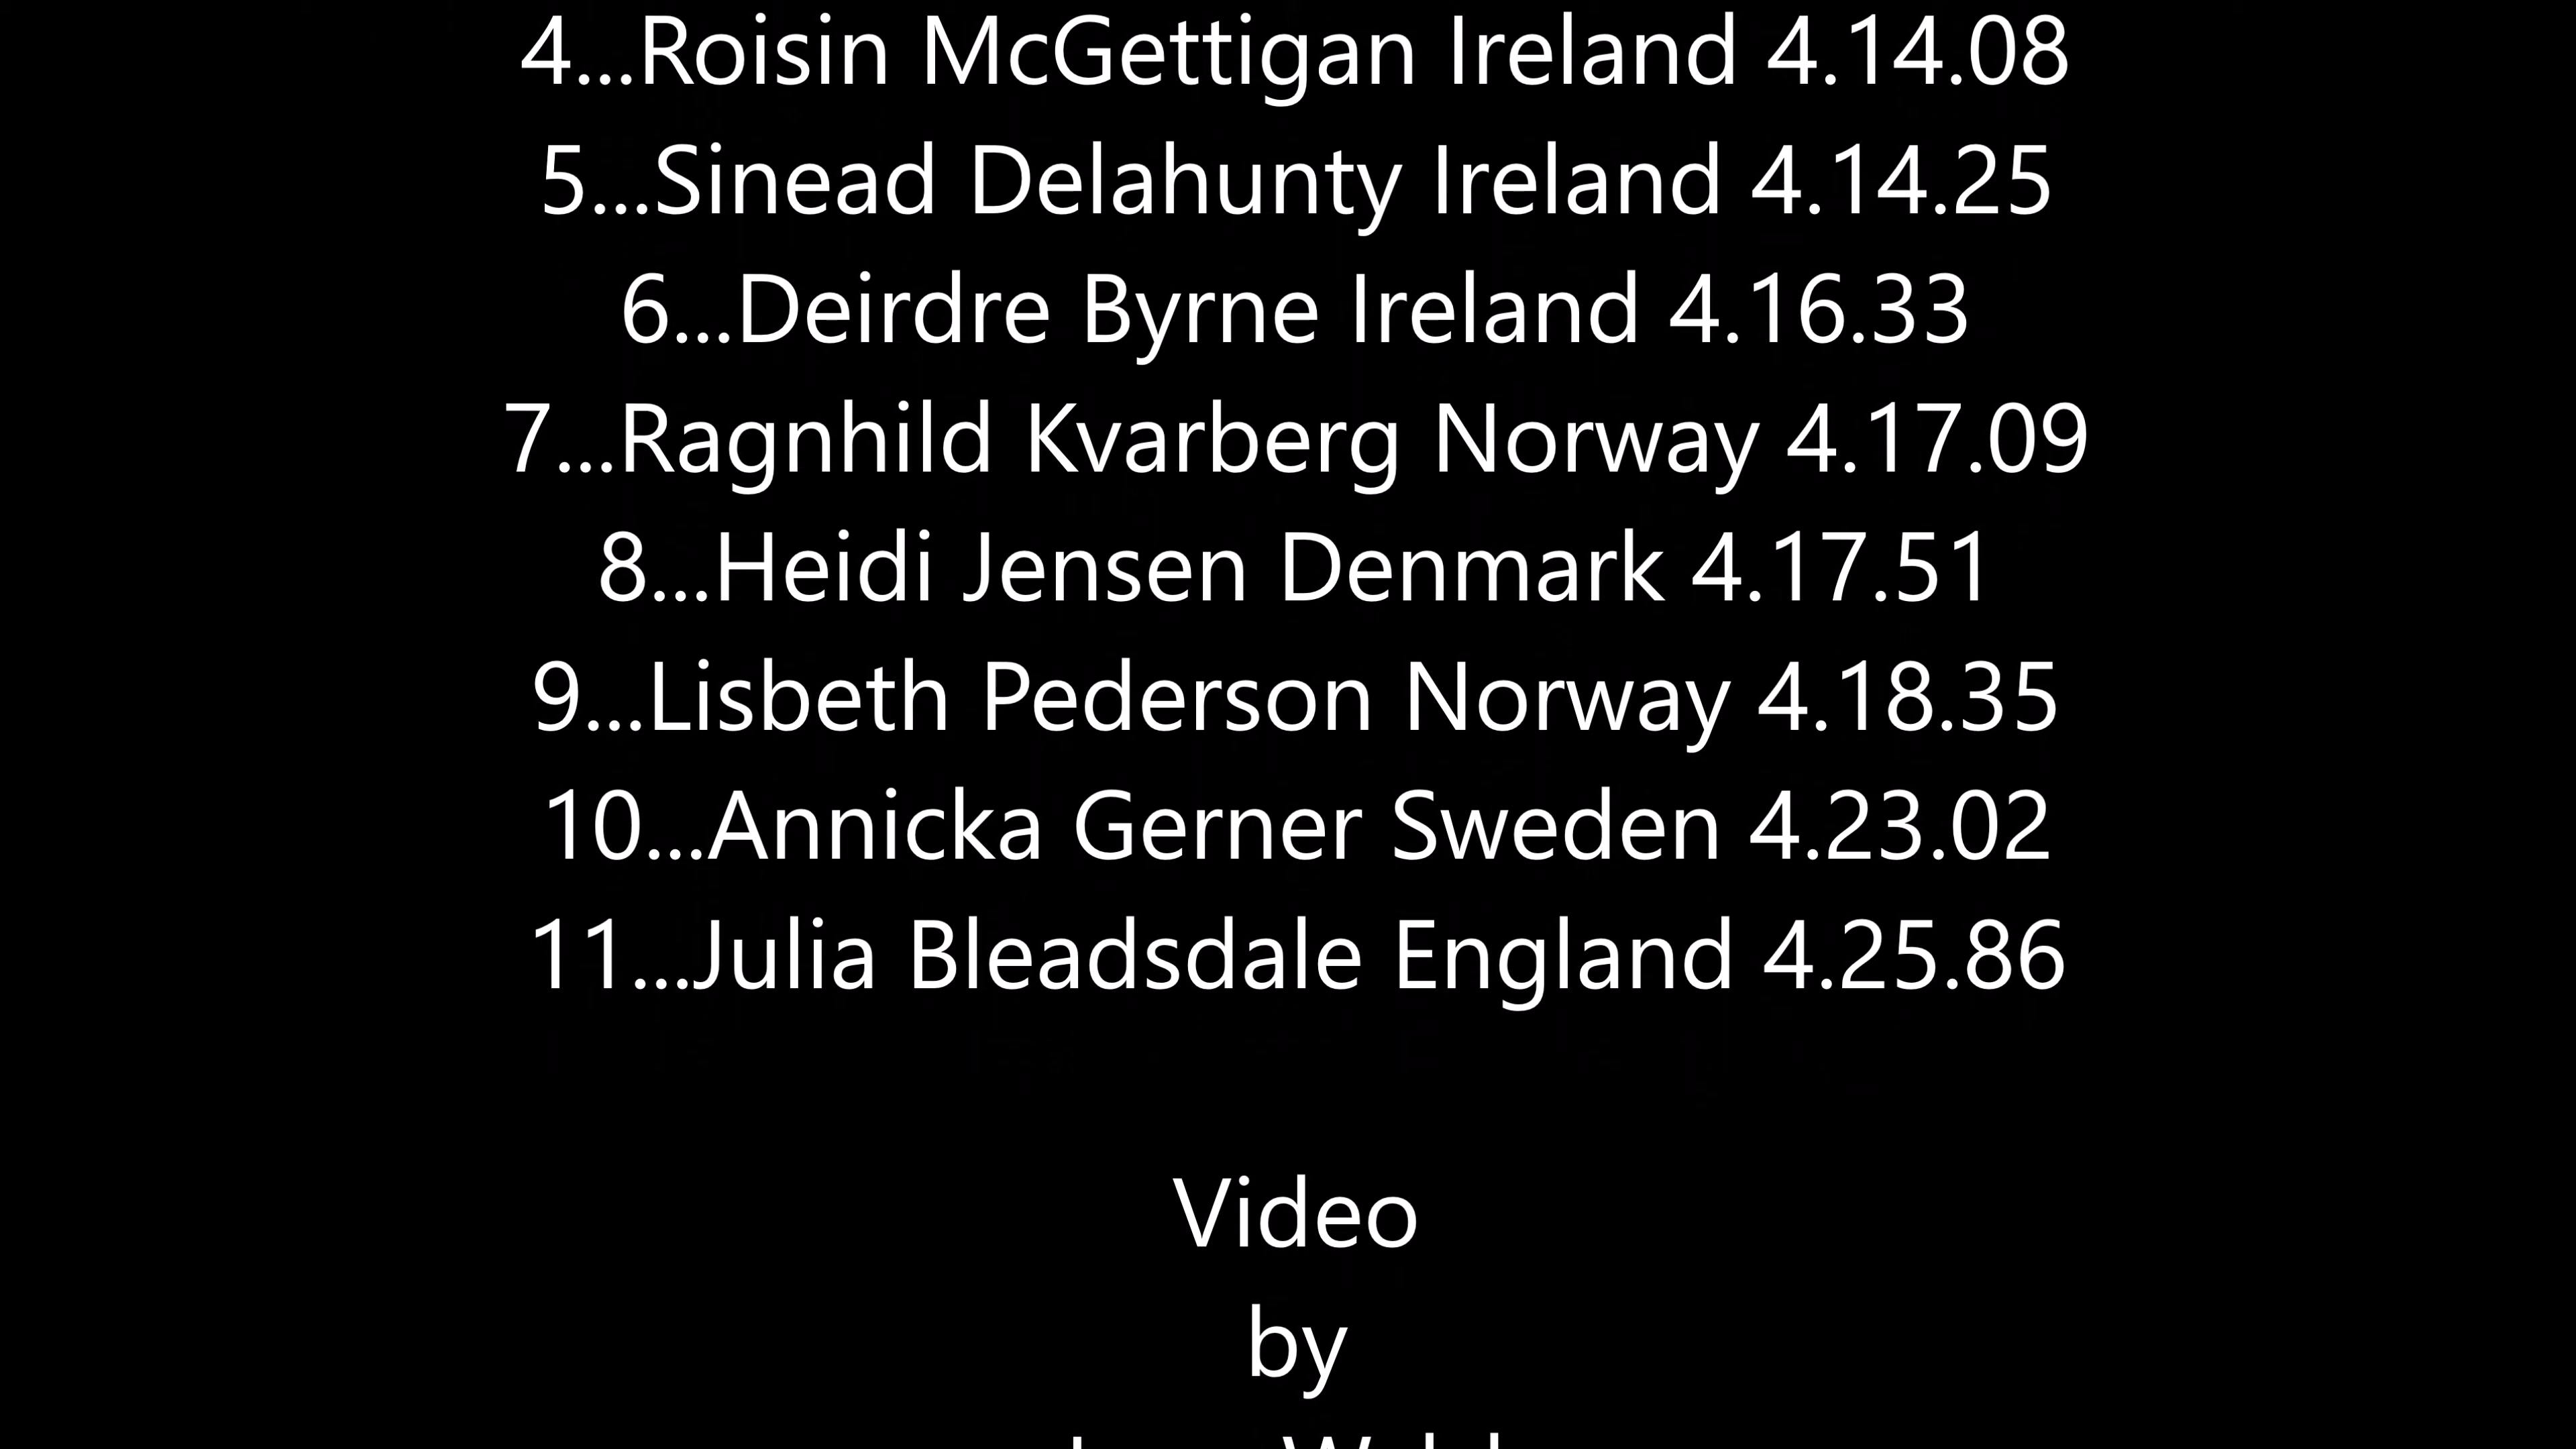 4...Roisin McGettigan Ireland 4.14.08
5...Sinead Delahunty Ireland 4.14.25
6...Deirdre Byrne Ireland 4.16.33
7...Ragnhild Kvarberg Norway 4.17.09
8...Heidi Jensen Denmark 4.17.51
9...Lisbeth Pederson Norway 4.18.35
10...Annicka Gerner Sweden 4.23.02
11...Julia Bleadsdale England 4.25.86
Video
by